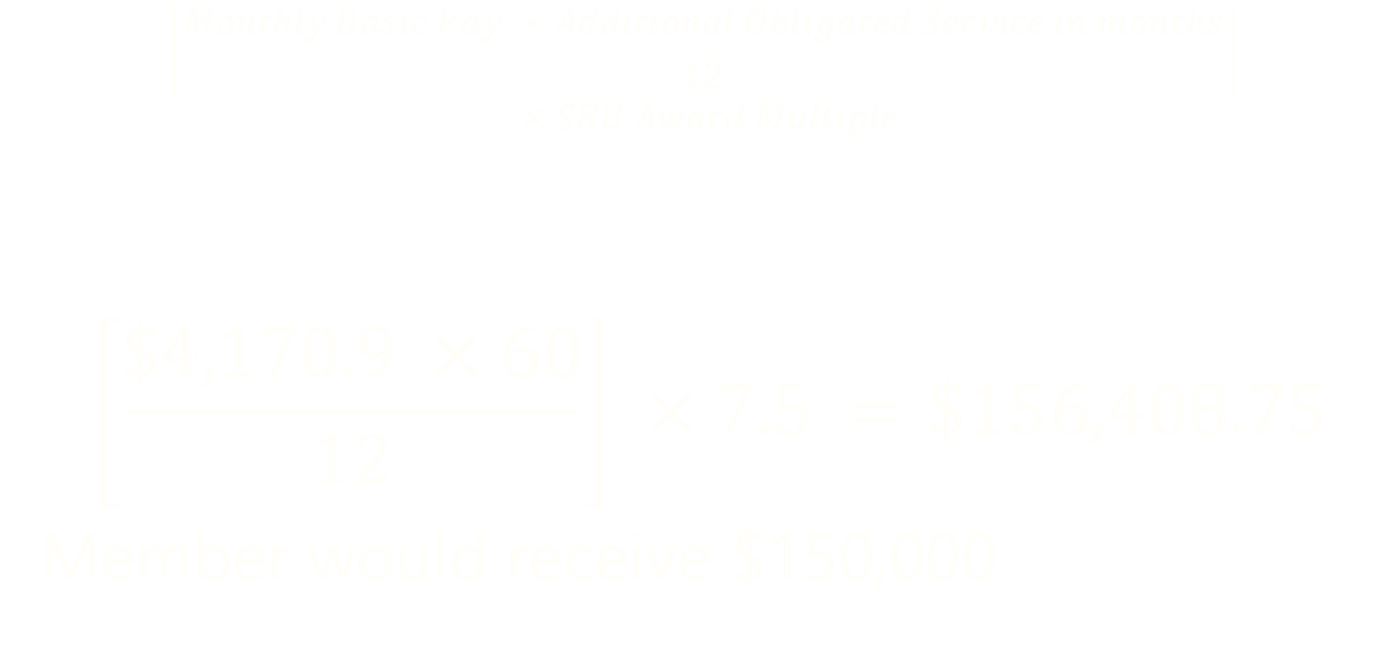 Monthly Basic Pay × Additional Obligated Service in months
12
× SRB Award Multiple
$4,170.9 × 60
12
× 7.5 = $156,408.75
Member would receive $150,000